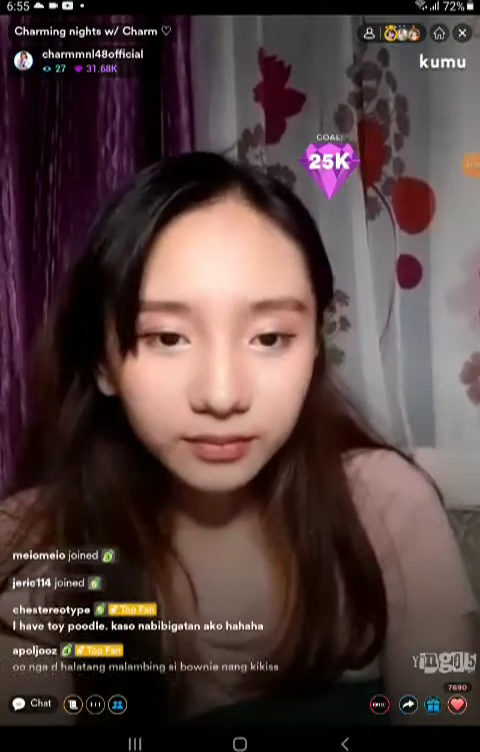 6:55
72%
Charming nights w/ Charm ♡
charmmnl48official
27 31.68K
kumu
GOAL!
25K
meiomeio joined
jeric114 joined
chestereotype Top Fan
I have toy poodle. kaso nabibigatan ako hahaha
apoljooz Top Fan
oo nga d halatang malambing si bownie nang kikiss
7690
Chat